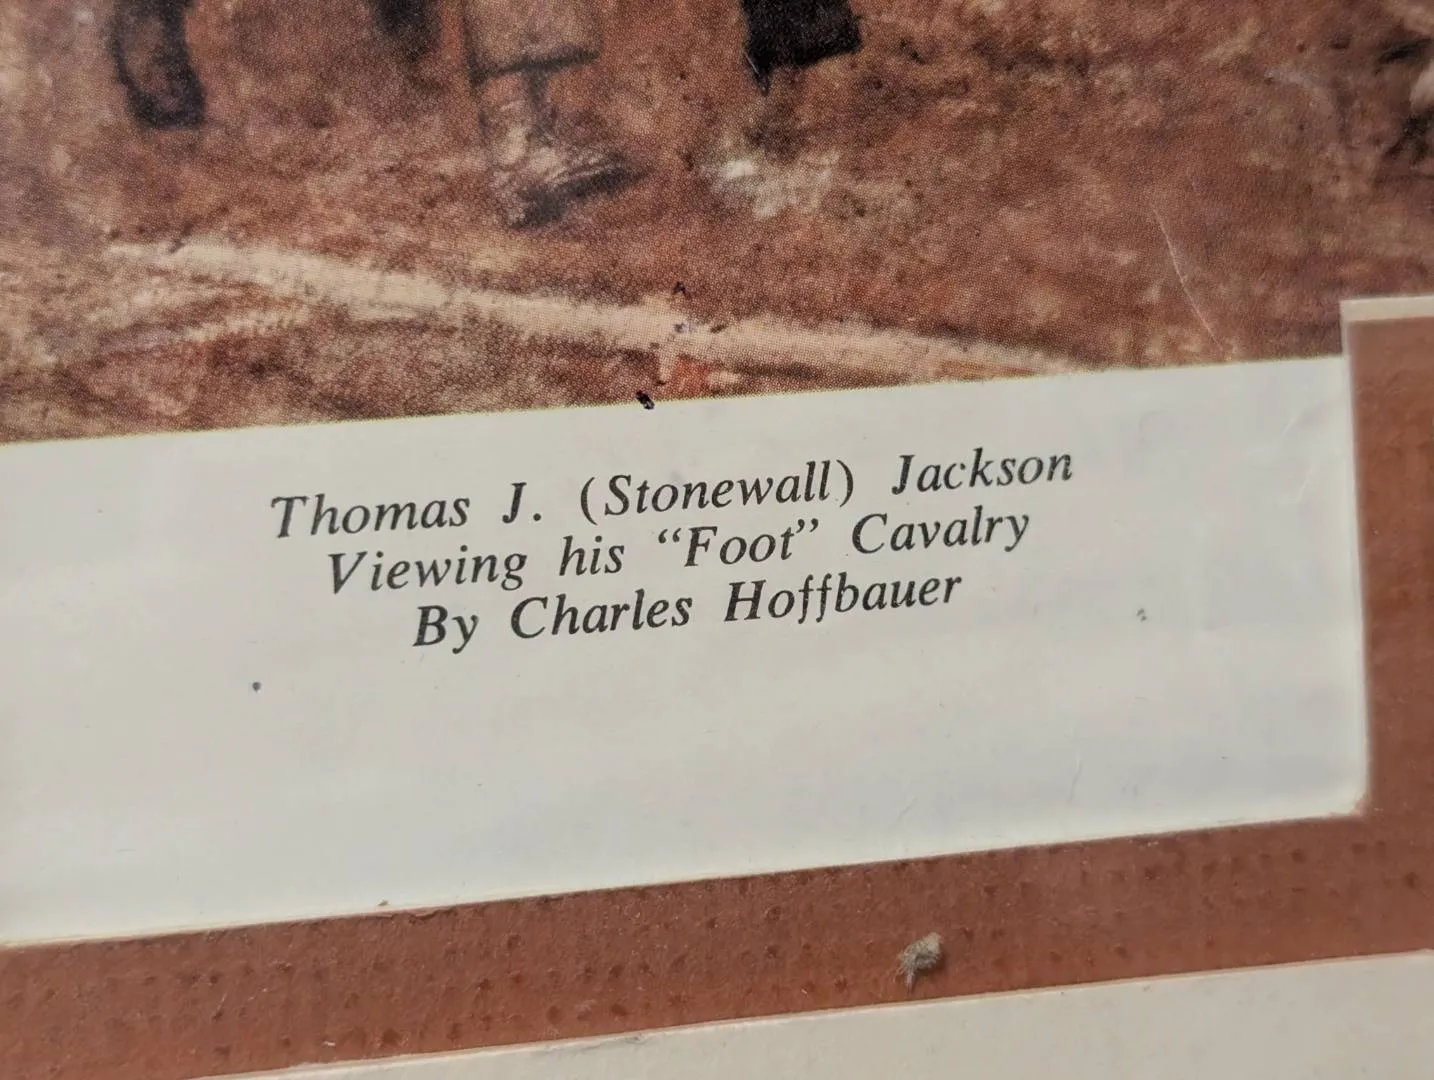 Thomas J. (Stonewall) Jackson
Viewing his “Foot” Cavalry
By Charles Hoffbauer